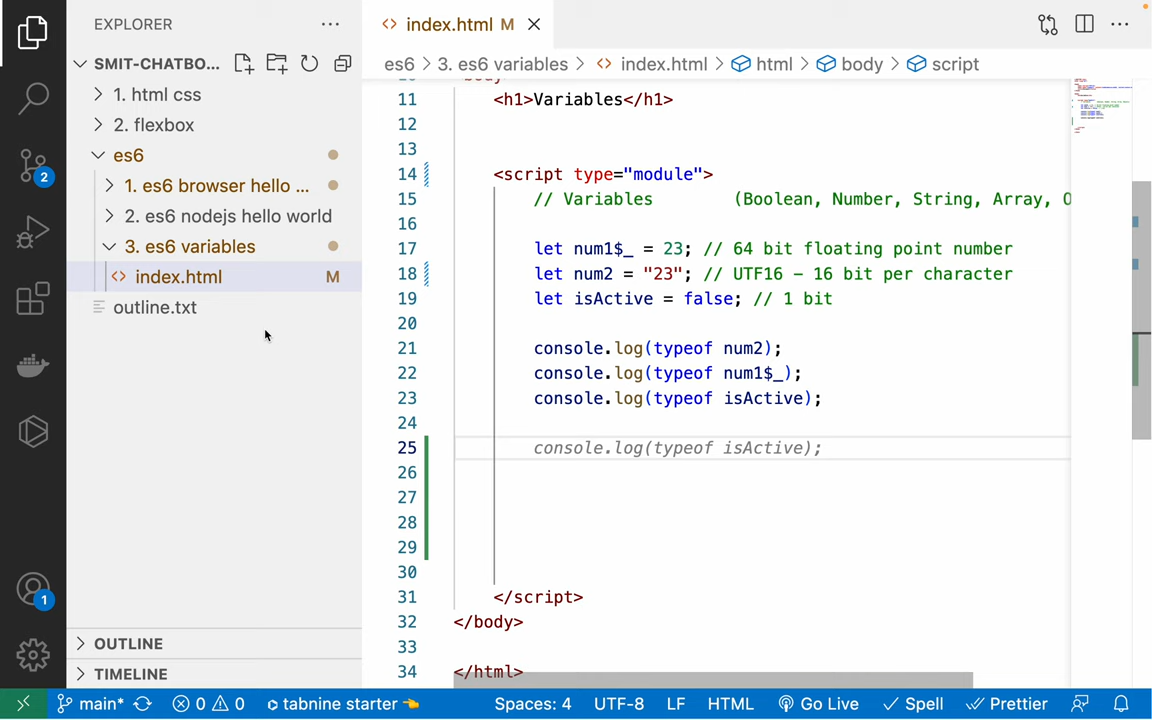 EXPLORER
SMIT-CHATBO...
1. html css
2. flexbox
es6
1. es6 browser hello ...
2. es6 nodejs hello world
3. es6 variables
index.html M
outline.txt
OUTLINE
TIMELINE
2
1
index.html M
es6 > 3. es6 variables > index.html > html > body > script
11 <h1>Variables</h1>
12
13
14 <script type="module">
15 // Variables (Boolean, Number, String, Array, O
16
17 let num1$_ = 23; // 64 bit floating point number
18 let num2 = "23"; // UTF16 - 16 bit per character
19 let isActive = false; // 1 bit
20
21 console.log(typeof num2);
22 console.log(typeof num1$_);
23 console.log(typeof isActive);
24
25 console.log(typeof isActive);
26
27
28
29
30
31 </script>
32 </body>
33
34 </html>
main* 0 0 tabnine starter Spaces: 4 UTF-8 LF HTML Go Live Spell Prettier